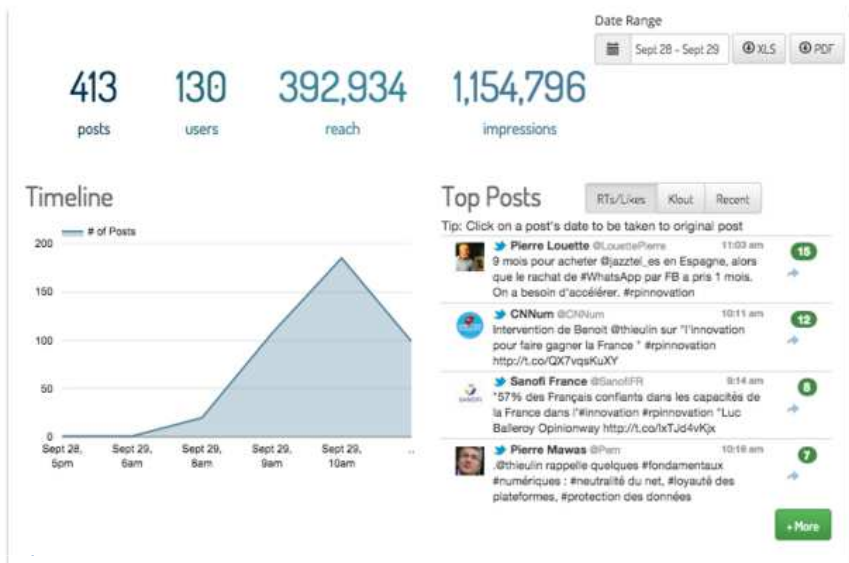 Date Range
Sept 28 - Sept 29
XLS
PDF
413
130
392,934
1,154,796
posts
users
reach
impressions
Timeline
# of Posts
200
150
100
50
0
Sept 28,
5pm
Sept 29,
6am
Sept 29,
8am
Sept 29,
9am
Sept 29,
10am
...
Top Posts
RTs/Likes
Klout
Recent
Tip: Click on a post's date to be taken to original post
Pierre Louette @LouettePierre 11:03 am
15
9 mois pour acheter @jazztel_es en Espagne, alors
que le rachat de #WhatsApp par FB a pris 1 mois.
On a besoin d'accélérer. #rpinnovation
CNNum @CNNum 10:11 am
12
Intervention de Benoit @thieulin sur "l'innovation
pour faire gagner la France " #rpinnovation
http://t.co/QX7vqsKuXY
Sanofi France @SanofiFR 9:14 am
8
SANOFI
"57% des Français confiants dans les capacités de
la France dans l'#innovation #rpinnovation "Luc
Balleroy Opinionway http://t.co/lxTJd4vKjx
Pierre Mawas @Pem 10:16 am
7
.@thieulin rappelle quelques #fondamentaux
#numériques : #neutralité du net, #loyauté des
plateformes, #protection des données
+More